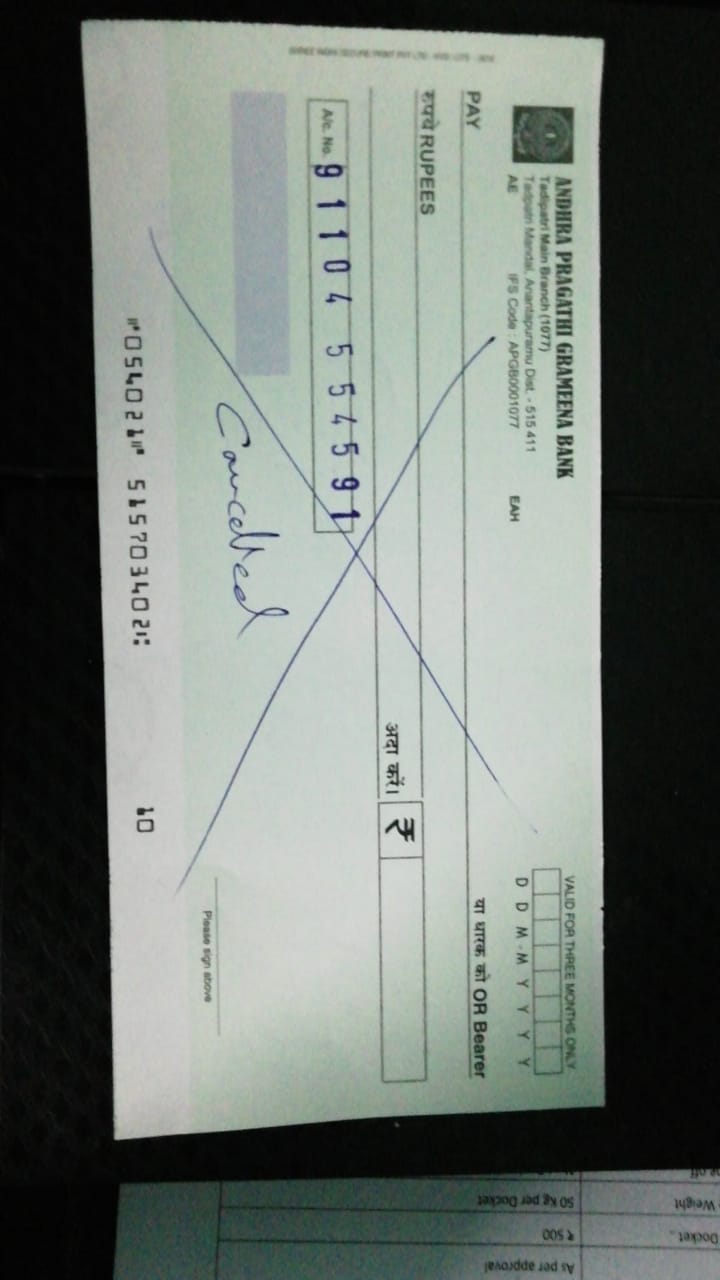 ANDHRA PRAGATHI GRAMEENA BANK
Tadipatri Main Branch (1077)
Tadpatri Mandal, Anantapuramu Dist. - 515 411
AE IFS Code : APGB0001077 EAH
VALID FOR THREE MONTHS ONLY
D D M M Y Y Y Y
PAY या धारक को OR Bearer
रुपये RUPEES
अदा करें। ₹
A/c. No. 91104 554591
Cancelled
Please sign above
⑈054021⑈ 515703402⑆ 10
Docket
Weight
As per approval
₹ 500
50 Kg per Docket